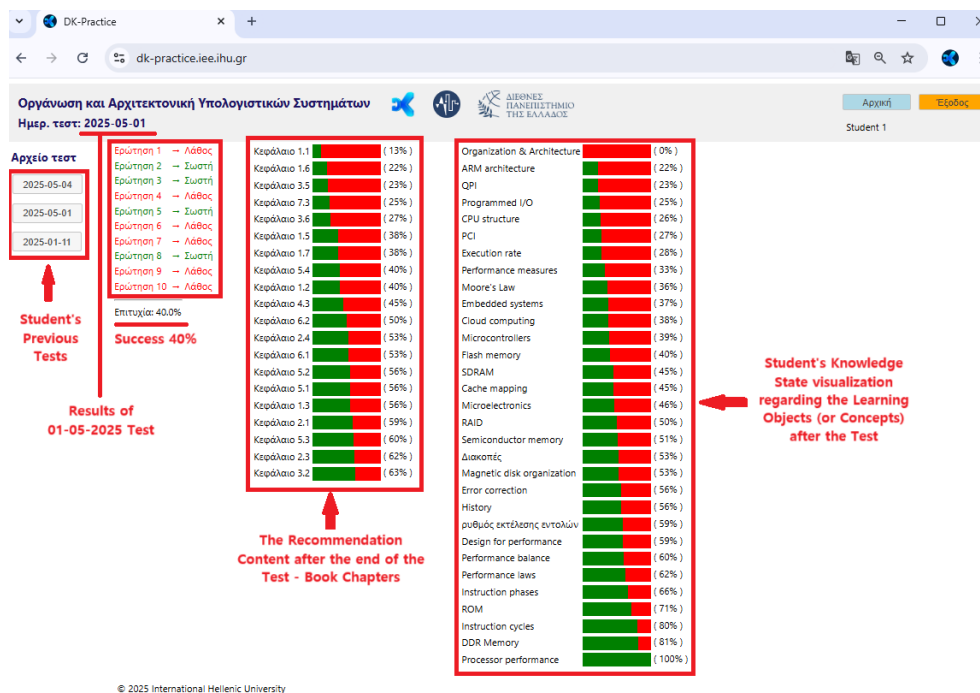 DK-Practice
dk-practice.iee.ihu.gr
Οργάνωση και Αρχιτεκτονική Υπολογιστικών Συστημάτων
ΔΙΕΘΝΕΣ
ΠΑΝΕΠΙΣΤΗΜΙΟ
ΤΗΣ ΕΛΛΑΔΟΣ
Ημερ. τεστ: 2025-05-01
Αρχική
Έξοδος
Student 1
Αρχείο τεστ
2025-05-04
2025-05-01
2025-01-11
Student's
Previous
Tests
Ερώτηση 1 → Λάθος
Ερώτηση 2 → Σωστή
Ερώτηση 3 → Σωστή
Ερώτηση 4 → Λάθος
Ερώτηση 5 → Σωστή
Ερώτηση 6 → Λάθος
Ερώτηση 7 → Λάθος
Ερώτηση 8 → Σωστή
Ερώτηση 9 → Λάθος
Ερώτηση 10 → Λάθος
Επιτυχία: 40.0%
Success 40%
Results of
01-05-2025 Test
Κεφάλαιο 1.1 ( 13% )
Κεφάλαιο 1.6 ( 22% )
Κεφάλαιο 3.5 ( 23% )
Κεφάλαιο 7.3 ( 25% )
Κεφάλαιο 3.6 ( 27% )
Κεφάλαιο 1.5 ( 38% )
Κεφάλαιο 1.7 ( 38% )
Κεφάλαιο 5.4 ( 40% )
Κεφάλαιο 1.2 ( 40% )
Κεφάλαιο 4.3 ( 45% )
Κεφάλαιο 6.2 ( 50% )
Κεφάλαιο 2.4 ( 53% )
Κεφάλαιο 6.1 ( 53% )
Κεφάλαιο 5.2 ( 56% )
Κεφάλαιο 5.1 ( 56% )
Κεφάλαιο 1.3 ( 56% )
Κεφάλαιο 2.1 ( 59% )
Κεφάλαιο 5.3 ( 60% )
Κεφάλαιο 2.3 ( 62% )
Κεφάλαιο 3.2 ( 63% )
The Recommendation
Content after the end of the
Test - Book Chapters
Organization & Architecture ( 0% )
ARM architecture ( 22% )
QPI ( 23% )
Programmed I/O ( 25% )
CPU structure ( 26% )
PCI ( 27% )
Execution rate ( 28% )
Performance measures ( 33% )
Moore's Law ( 36% )
Embedded systems ( 37% )
Cloud computing ( 38% )
Microcontrollers ( 39% )
Flash memory ( 40% )
SDRAM ( 45% )
Cache mapping ( 45% )
Microelectronics ( 46% )
RAID ( 50% )
Semiconductor memory ( 51% )
Διακοπές ( 53% )
Magnetic disk organization ( 53% )
Error correction ( 56% )
History ( 56% )
ρυθμός εκτέλεσης εντολών ( 59% )
Design for performance ( 59% )
Performance balance ( 60% )
Performance laws ( 62% )
Instruction phases ( 66% )
ROM ( 71% )
Instruction cycles ( 80% )
DDR Memory ( 81% )
Processor performance ( 100% )
Student's Knowledge
State visualization
regarding the Learning
Objects (or Concepts)
after the Test
© 2025 International Hellenic University